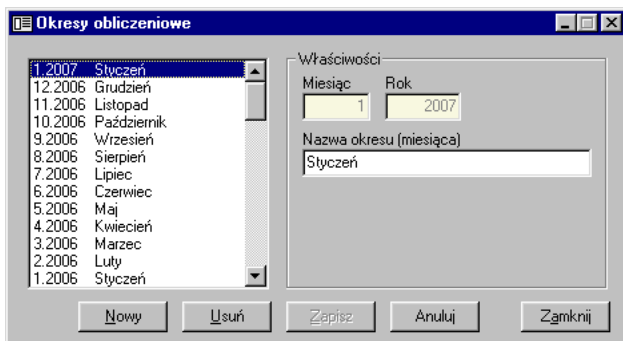 Okresy obliczeniowe
1.2007 Styczeń
12.2006 Grudzień
11.2006 Listopad
10.2006 Październik
9.2006 Wrzesień
8.2006 Sierpień
7.2006 Lipiec
6.2006 Czerwiec
5.2006 Maj
4.2006 Kwiecień
3.2006 Marzec
2.2006 Luty
1.2006 Styczeń
Właściwości
Miesiąc Rok
1 2007
Nazwa okresu (miesiąca)
Styczeń
Nowy Usuń Zapisz Anuluj Zamknij